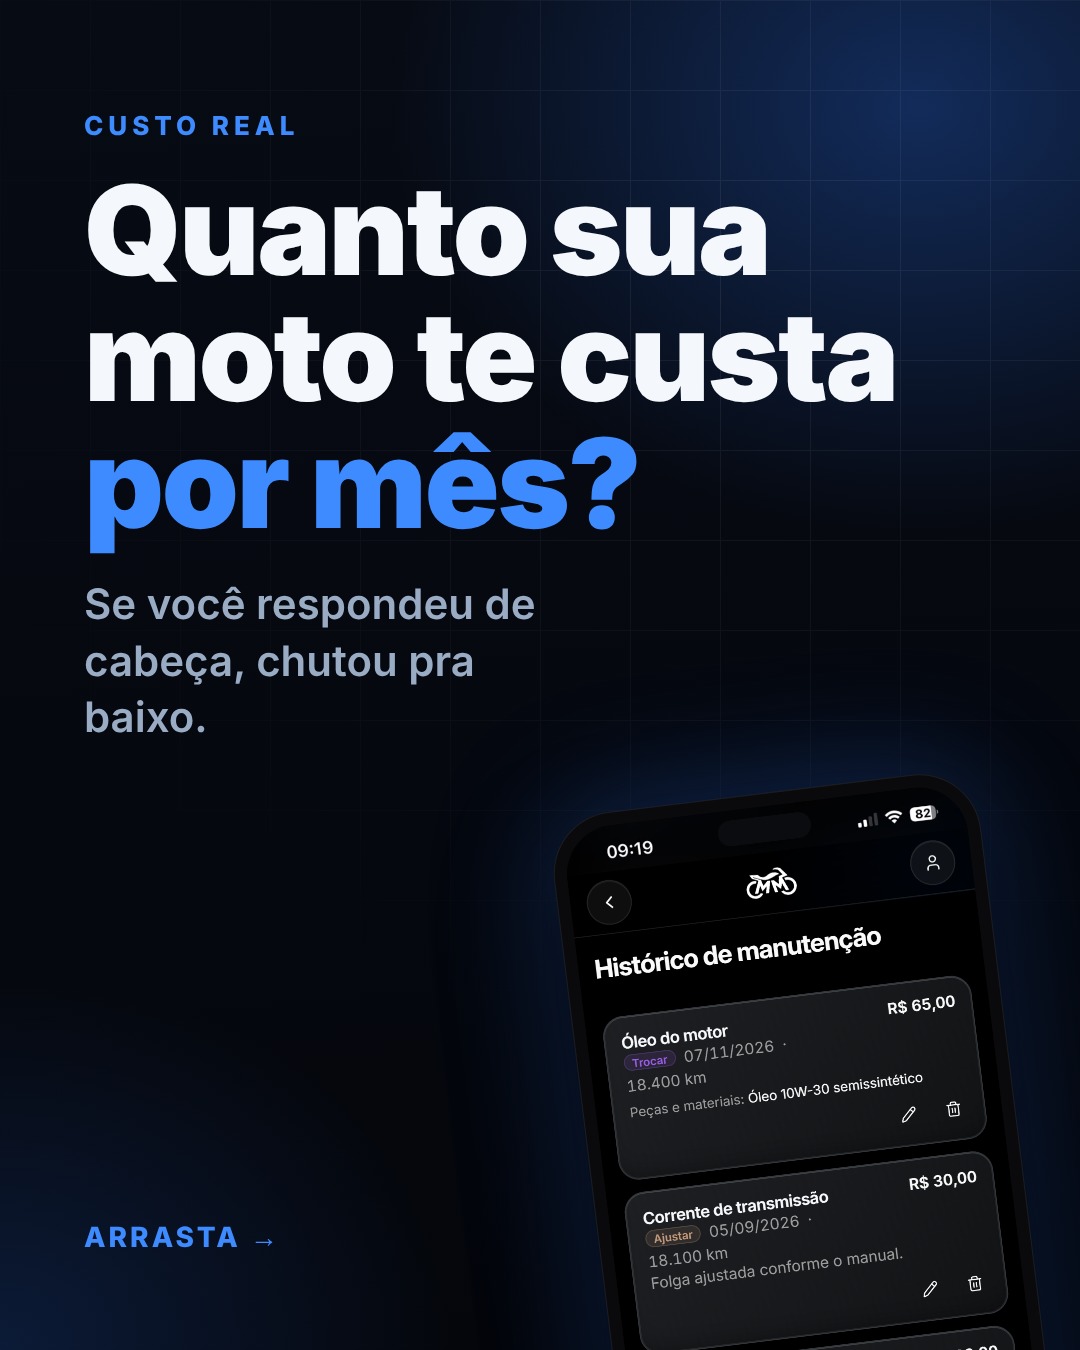 CUSTO REAL
Quanto sua
moto te custa
por mês?
Se você respondeu de
cabeça, chutou pra
baixo.
09:19
82
MM
Histórico de manutenção
R$ 65,00
Óleo do motor
Trocar 07/11/2026 ·
18.400 km
Peças e materiais: Óleo 10W-30 semissintético
R$ 30,00
Corrente de transmissão
Ajustar 05/09/2026 ·
18.100 km
Folga ajustada conforme o manual.
ARRASTA →